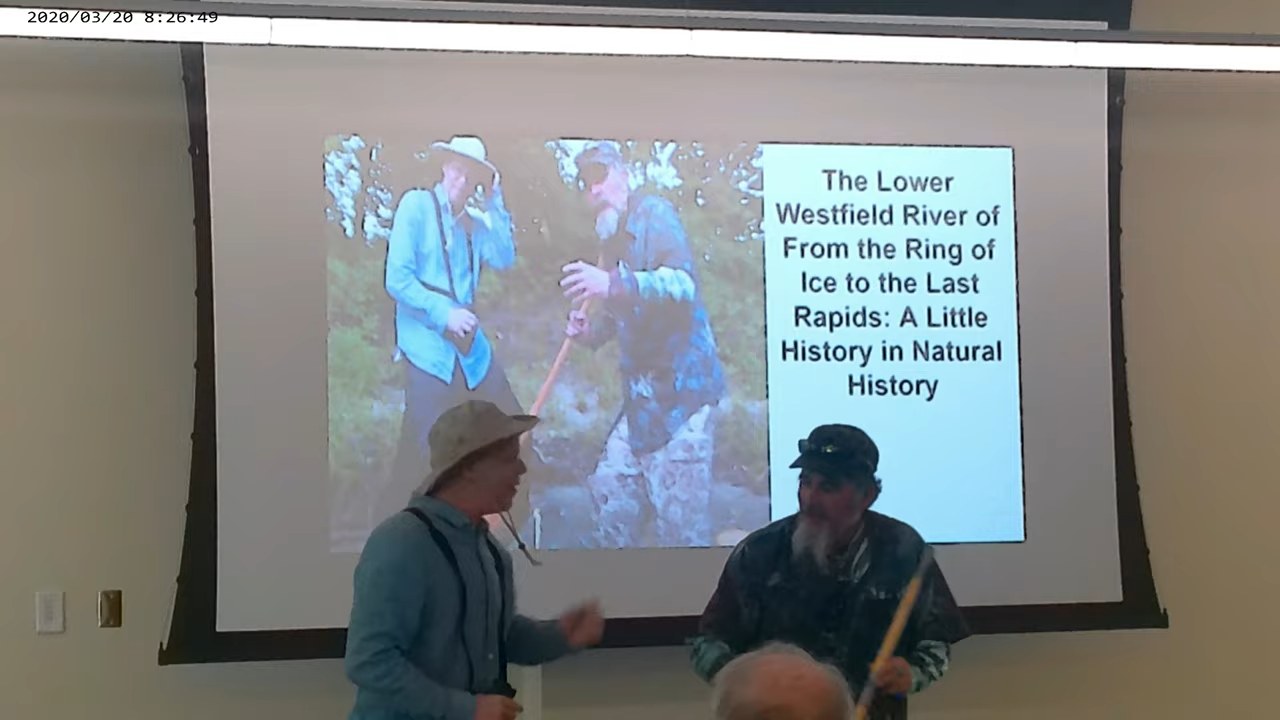 2020/03/20 8:26:49
The Lower
Westfield River of
From the Ring of
Ice to the Last
Rapids: A Little
History in Natural
History